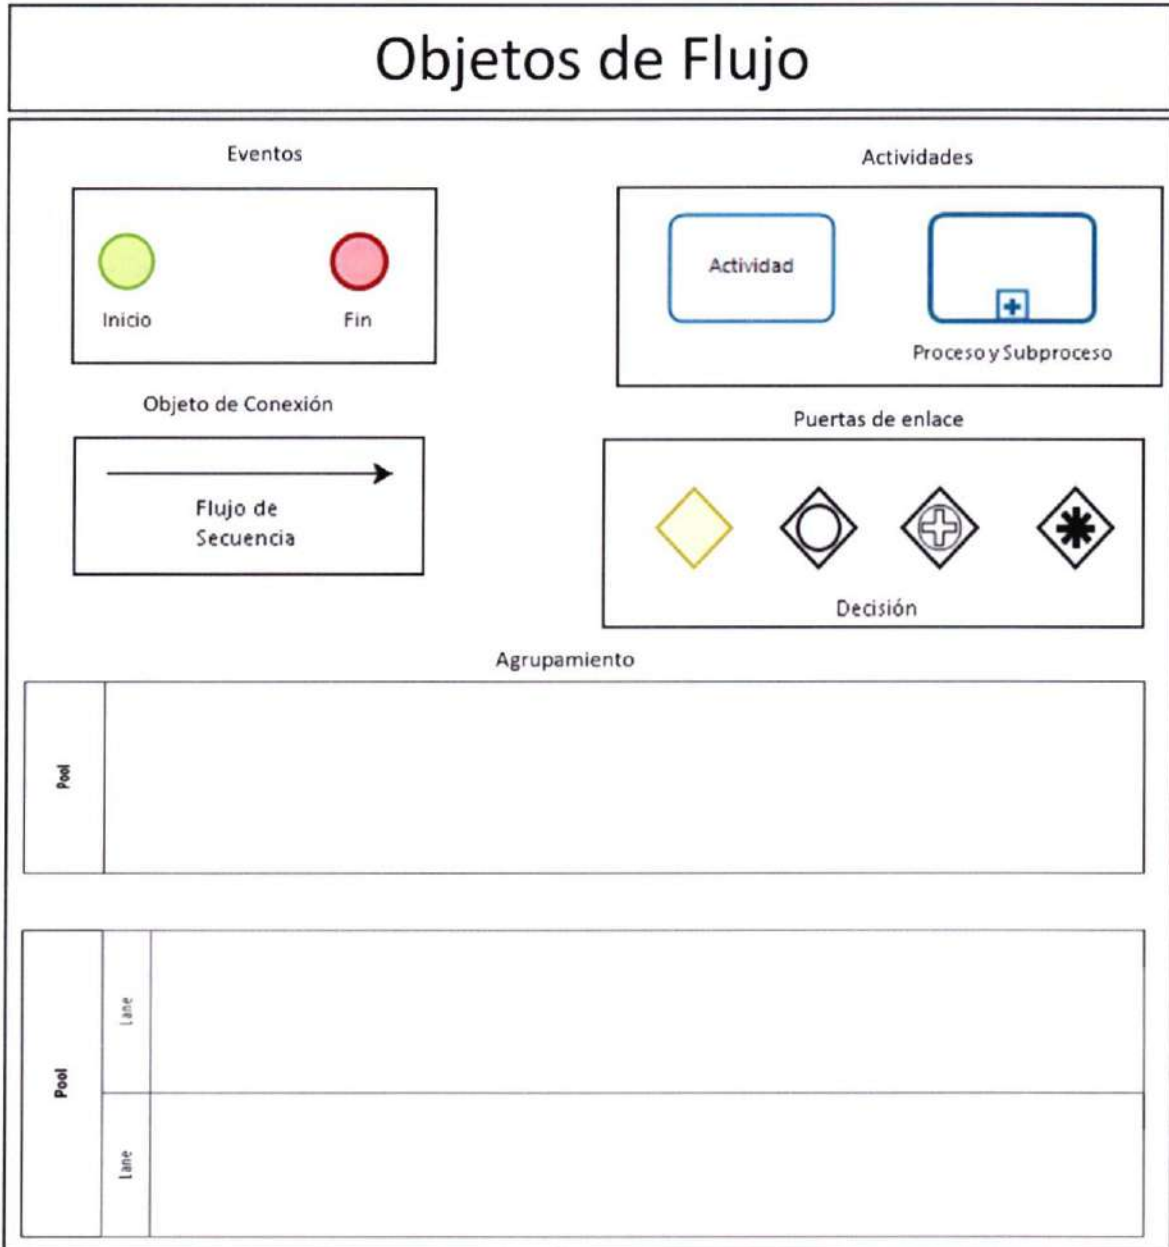 Objetos de Flujo
Eventos
Actividades
Inicio
Fin
Actividad
Proceso y Subproceso
Objeto de Conexión
Puertas de enlace
Flujo de
Secuencia
Decisión
Agrupamiento
Pool
Pool
Lane
Lane